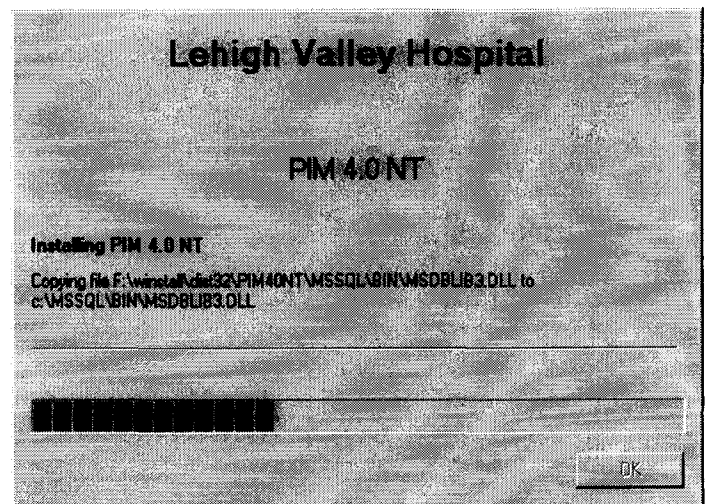 Lehigh Valley Hospital
PIM 4.0 NT
Installing PIM 4.0 NT
Copying file F:\winstall\dist32\PIM40NT\MSSQL\BIN\MSDBLIB3.DLL to
c:\MSSQL\BIN\MSDBLIB3.DLL
OK